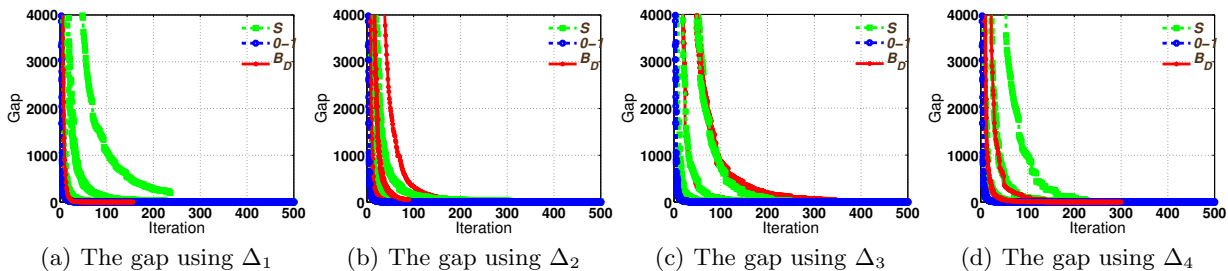 (a) (b) (c) (d)
4000 4000 4000 4000
S S S S
0-1 0-1 0-1 0-1
B_D B_D B_D B_D
3000 3000 3000 3000
Gap Gap Gap Gap
2000 2000 2000 2000
1000 1000 1000 1000
0 0 0 0
0 100 200 300 400 500 0 100 200 300 400 500 0 100 200 300 400 500 0 100 200 300 400 500
Iteration Iteration Iteration Iteration
(a) The gap using Δ₁ (b) The gap using Δ₂ (c) The gap using Δ₃ (d) The gap using Δ₄